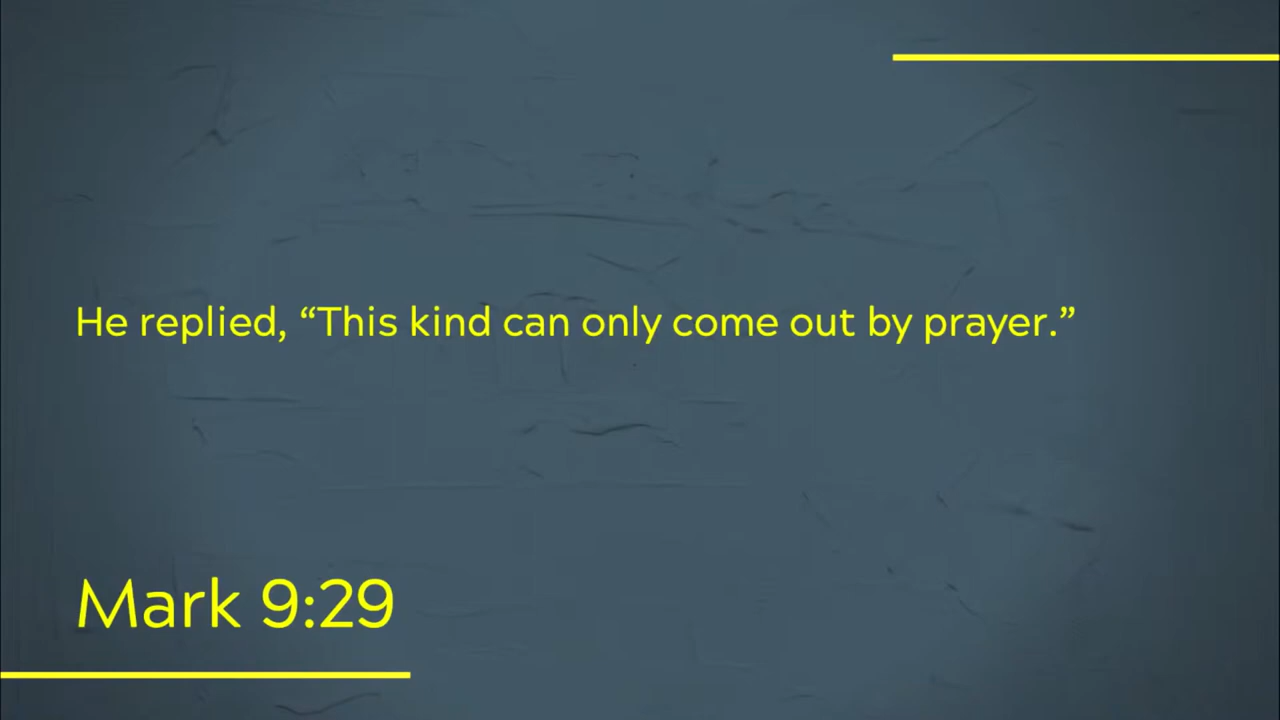 He replied, “This kind can only come out by prayer.”
Mark 9:29